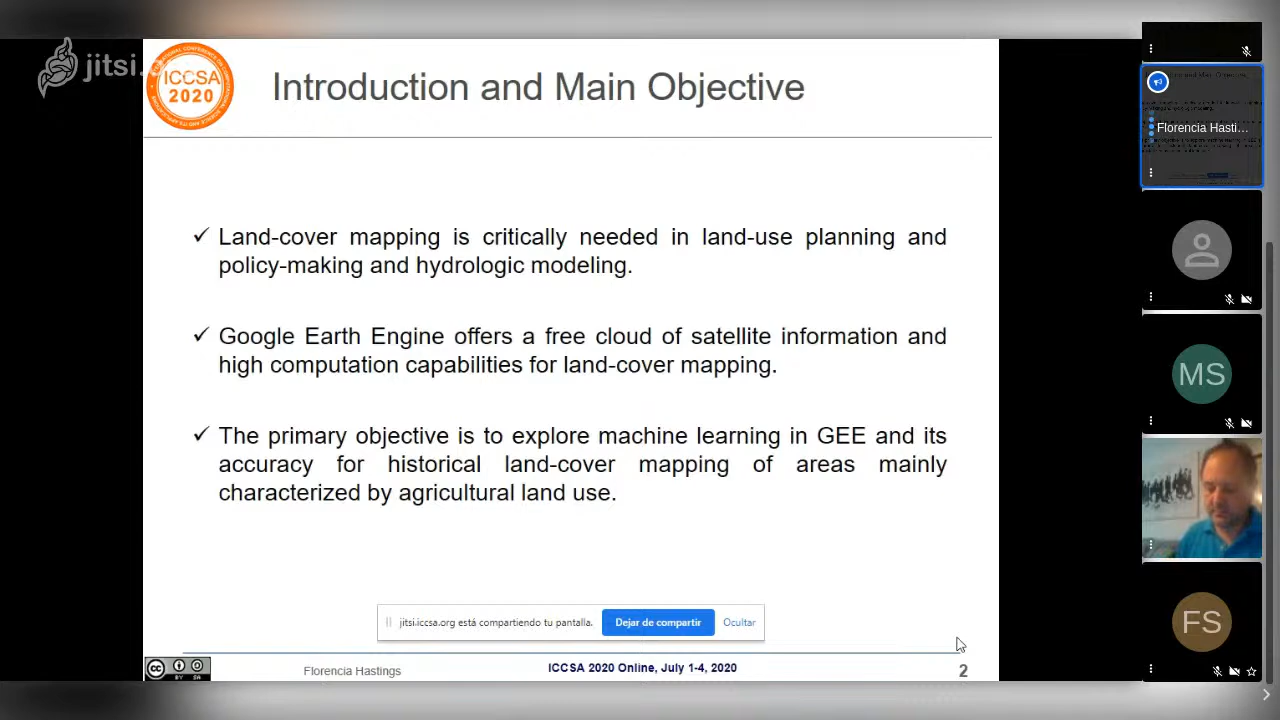 jitsi.
ICCSA
2020
Introduction and Main Objective
Land-cover mapping is critically needed in land-use planning and
policy-making and hydrologic modeling.
Google Earth Engine offers a free cloud of satellite information and
high computation capabilities for land-cover mapping.
The primary objective is to explore machine learning in GEE and its
accuracy for historical land-cover mapping of areas mainly
characterized by agricultural land use.
jitsi.iccsa.org está compartiendo tu pantalla.
Dejar de compartir
Ocultar
Florencia Hastings
ICCSA 2020 Online, July 1-4, 2020
2
cc
BY SA
Florencia Hasti...
MS
FS